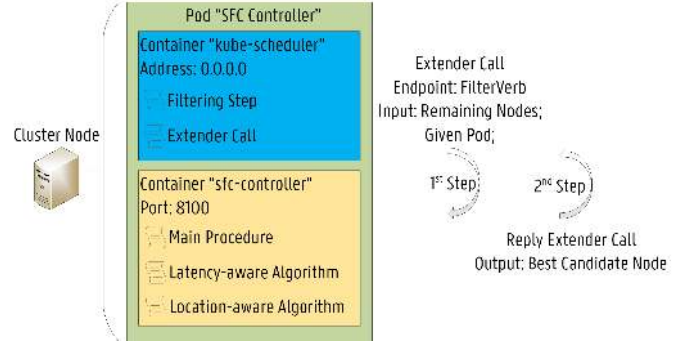 Pod "SFC Controller"
Container "kube-scheduler"
Address: 0.0.0.0
Filtering Step
Extender Call
Cluster Node
Container "sfc-controller"
Port: 8100
Main Procedure
Latency-aware Algorithm
Location-aware Algorithm
Extender Call
Endpoint: FilterVerb
Input: Remaining Nodes;
Given Pod;
1st Step
2nd Step
Reply Extender Call
Output: Best Candidate Node